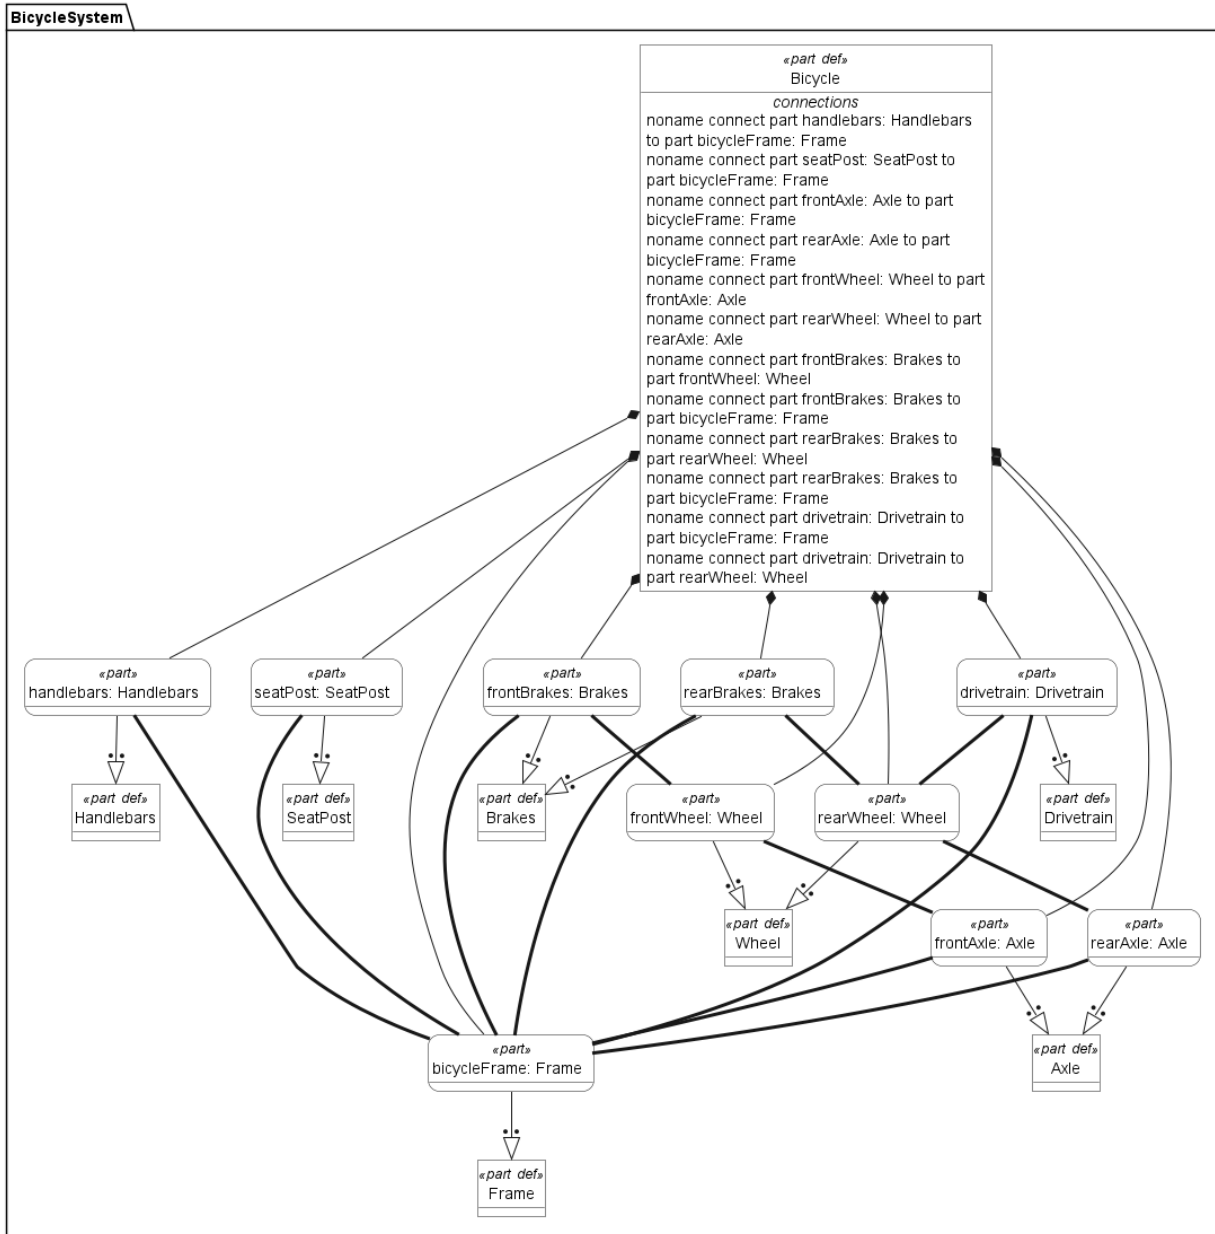 BicycleSystem
«part def»
Bicycle
connections
noname connect part handlebars: Handlebars
to part bicycleFrame: Frame
noname connect part seatPost: SeatPost to
part bicycleFrame: Frame
noname connect part frontAxle: Axle to part
bicycleFrame: Frame
noname connect part rearAxle: Axle to part
bicycleFrame: Frame
noname connect part frontWheel: Wheel to part
frontAxle: Axle
noname connect part rearWheel: Wheel to part
rearAxle: Axle
noname connect part frontBrakes: Brakes to
part frontWheel: Wheel
noname connect part frontBrakes: Brakes to
part bicycleFrame: Frame
noname connect part rearBrakes: Brakes to
part rearWheel: Wheel
noname connect part rearBrakes: Brakes to
part bicycleFrame: Frame
noname connect part drivetrain: Drivetrain to
part bicycleFrame: Frame
noname connect part drivetrain: Drivetrain to
part rearWheel: Wheel
«part»
handlebars: Handlebars
«part»
seatPost: SeatPost
«part»
frontBrakes: Brakes
«part»
rearBrakes: Brakes
«part»
drivetrain: Drivetrain
«part def»
Handlebars
«part def»
SeatPost
«part def»
Brakes
«part»
frontWheel: Wheel
«part»
rearWheel: Wheel
«part def»
Drivetrain
«part def»
Wheel
«part»
frontAxle: Axle
«part»
rearAxle: Axle
«part»
bicycleFrame: Frame
«part def»
Axle
«part def»
Frame